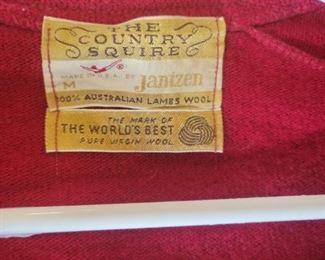 THE
COUNTRY
SQUIRE
MADE IN U.S.A. BY
M Jantzen
100% AUSTRALIAN LAMBS WOOL
THE MARK OF
THE WORLD'S BEST
PURE VIRGIN WOOL